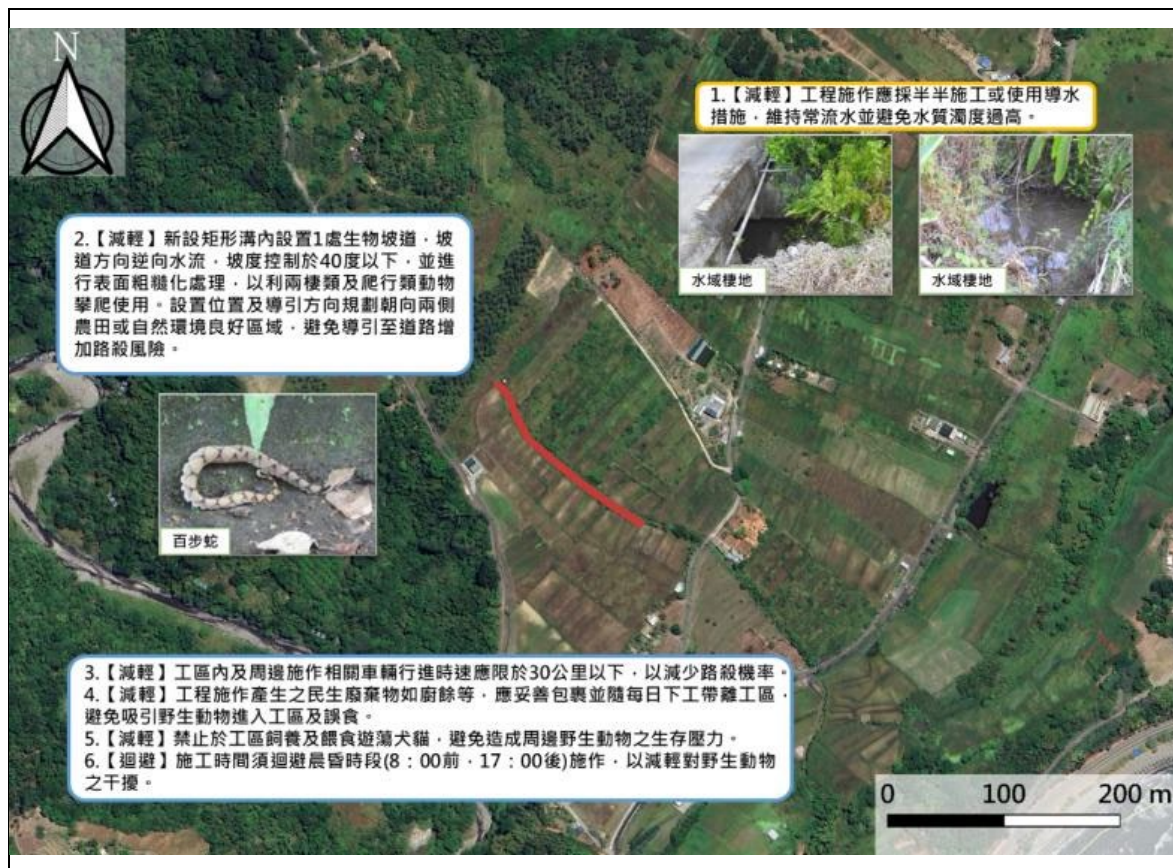 N
1.【減輕】工程施作應採半半施工或使用導水
措施，維持常流水並避免水質濁度過高。
水域棲地
水域棲地
2.【減輕】新設矩形溝內設置1處生物坡道，坡
道方向逆向水流，坡度控制於40度以下，並進
行表面粗糙化處理，以利兩棲類及爬行類動物
攀爬使用。設置位置及導引方向規劃朝向兩側
農田或自然環境良好區域，避免導引至道路增
加路殺風險。
百步蛇
3.【減輕】工區內及周邊施作相關車輛行進時速應限於30公里以下，以減少路殺機率。
4.【減輕】工程施作產生之民生廢棄物如廚餘等，應妥善包裹並隨每日下工帶離工區，
避免吸引野生動物進入工區及誤食。
5.【減輕】禁止於工區飼養及餵食遊蕩犬貓，避免造成周邊野生動物之生存壓力。
6.【迴避】施工時間須迴避晨昏時段(8：00前，17：00後)施作，以減輕對野生動物
之干擾。
0 100 200 m